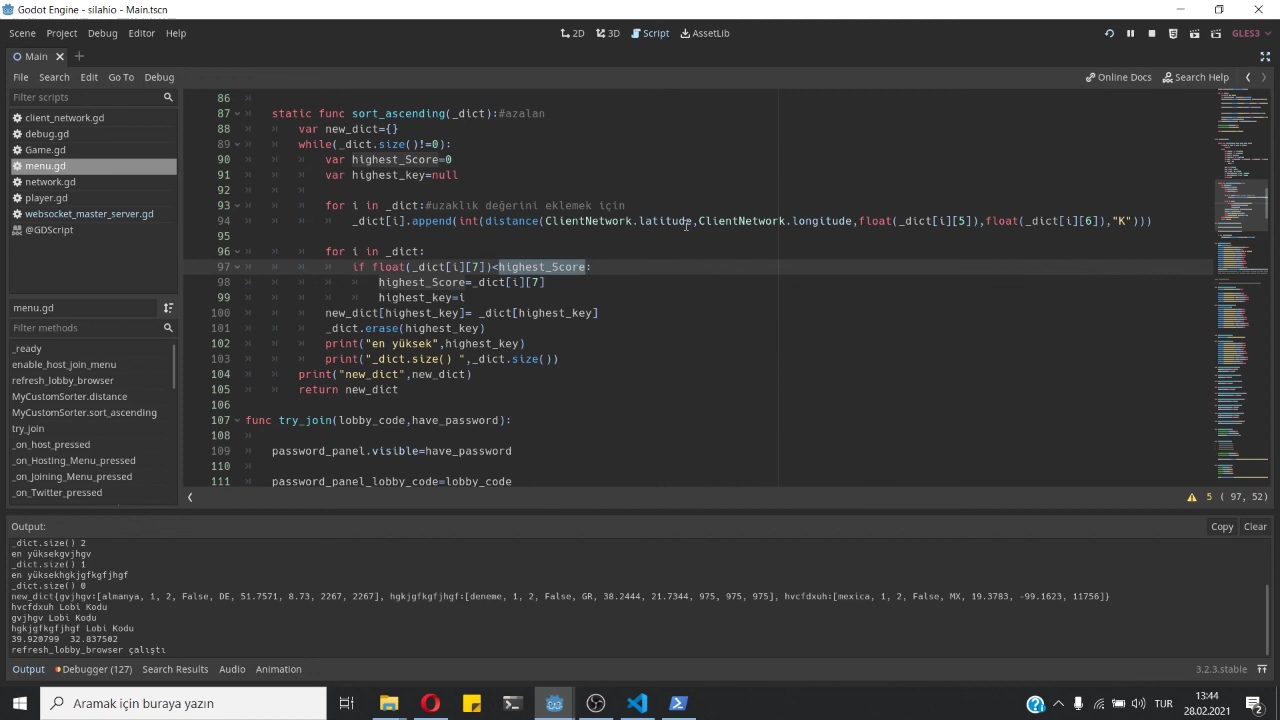 Godot Engine - silahio - Main.tscn
Scene Project Debug Editor Help
2D 3D Script AssetLib
GLES3
Main
File Search Edit Go To Debug
Online Docs Search Help
Filter scripts
client_network.gd
debug.gd
Game.gd
menu.gd
network.gd
player.gd
websocket_master_server.gd
@GDScript
menu.gd
Filter methods
_ready
enable_host_join_menu
refresh_lobby_browser
MyCustomSorter.distance
MyCustomSorter.sort_ascending
try_join
_on_host_pressed
_on_Hosting_Menu_pressed
_on_Joining_Menu_pressed
_on_Twitter_pressed
86
87 static func sort_ascending(_dict):#azalan
88 var new_dict={}
89 while(_dict.size()!=0):
90 var highest_Score=0
91 var highest_key=null
92
93 for i in _dict:#uzaklık değerini eklemek için
94 _dict[i].append(int(distance(ClientNetwork.latitude,ClientNetwork.longitude,float(_dict[i][5]),float(_dict[i][6]),"K")))
95
96 for i in _dict:
97 if float(_dict[i][7])<highest_Score:
98 highest_Score=_dict[i][7]
99 highest_key=i
100 new_dict[highest_key]= _dict[highest_key]
101 _dict.erase(highest_key)
102 print("en yüksek",highest_key)
103 print("_dict.size() ",_dict.size())
104 print("new_dict",new_dict)
105 return new_dict
106
107 func try_join(lobby_code,have_password):
108
109 password_panel.visible=have_password
110
111 password_panel_lobby_code=lobby_code
5 ( 97, 52)
Output:
Copy Clear
_dict.size() 2
en yüksekgvjhgv
_dict.size() 1
en yüksekhgkjgfkgfjhgf
_dict.size() 0
new_dict{gvjhgv:[almanya, 1, 2, False, DE, 51.7571, 8.73, 2267, 2267], hgkjgfkgfjhgf:[deneme, 1, 2, False, GR, 38.2444, 21.7344, 975, 975, 975], hvcfdxuh:[mexica, 1, 2, False, MX, 19.3783, -99.1623, 11756]}
hvcfdxuh Lobi Kodu
gvjhgv Lobi Kodu
hgkjgfkgfjhgf Lobi Kodu
39.920799 32.837502
refresh_lobby_browser çalıştı
Output Debugger (127) Search Results Audio Animation
3.2.3.stable
Aramak için buraya yazın
TUR
13:44
28.02.2021
2